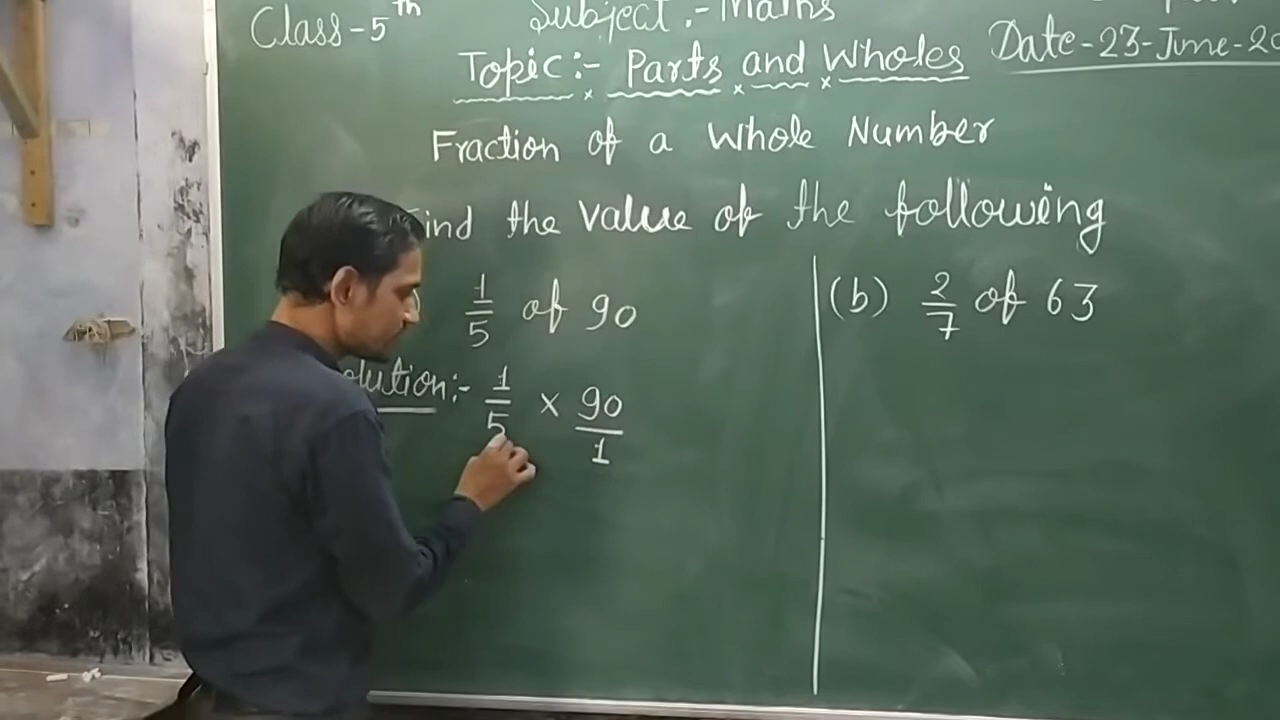 Class-5th Subject:- Maths
Topic:- Parts and Wholes Date-23-June-20
Fraction of a Whole Number
ind the value of the following
) 1/5 of 90
(b) 2/7 of 63
olution:- 1/5 × 90/1